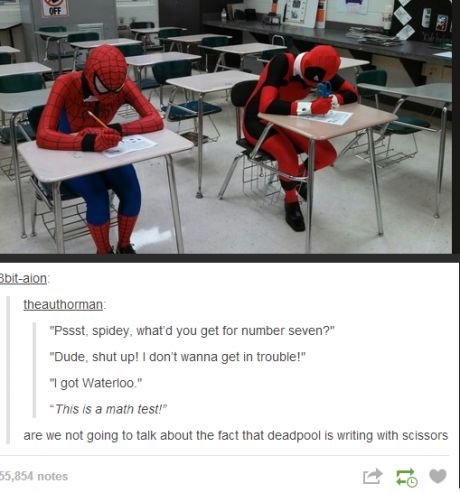 OFF
8bit-aion:
theauthorman:
"Pssst, spidey, what'd you get for number seven?"
"Dude, shut up! I don't wanna get in trouble!"
"I got Waterloo."
"This is a math test!"
are we not going to talk about the fact that deadpool is writing with scissors
55,854 notes